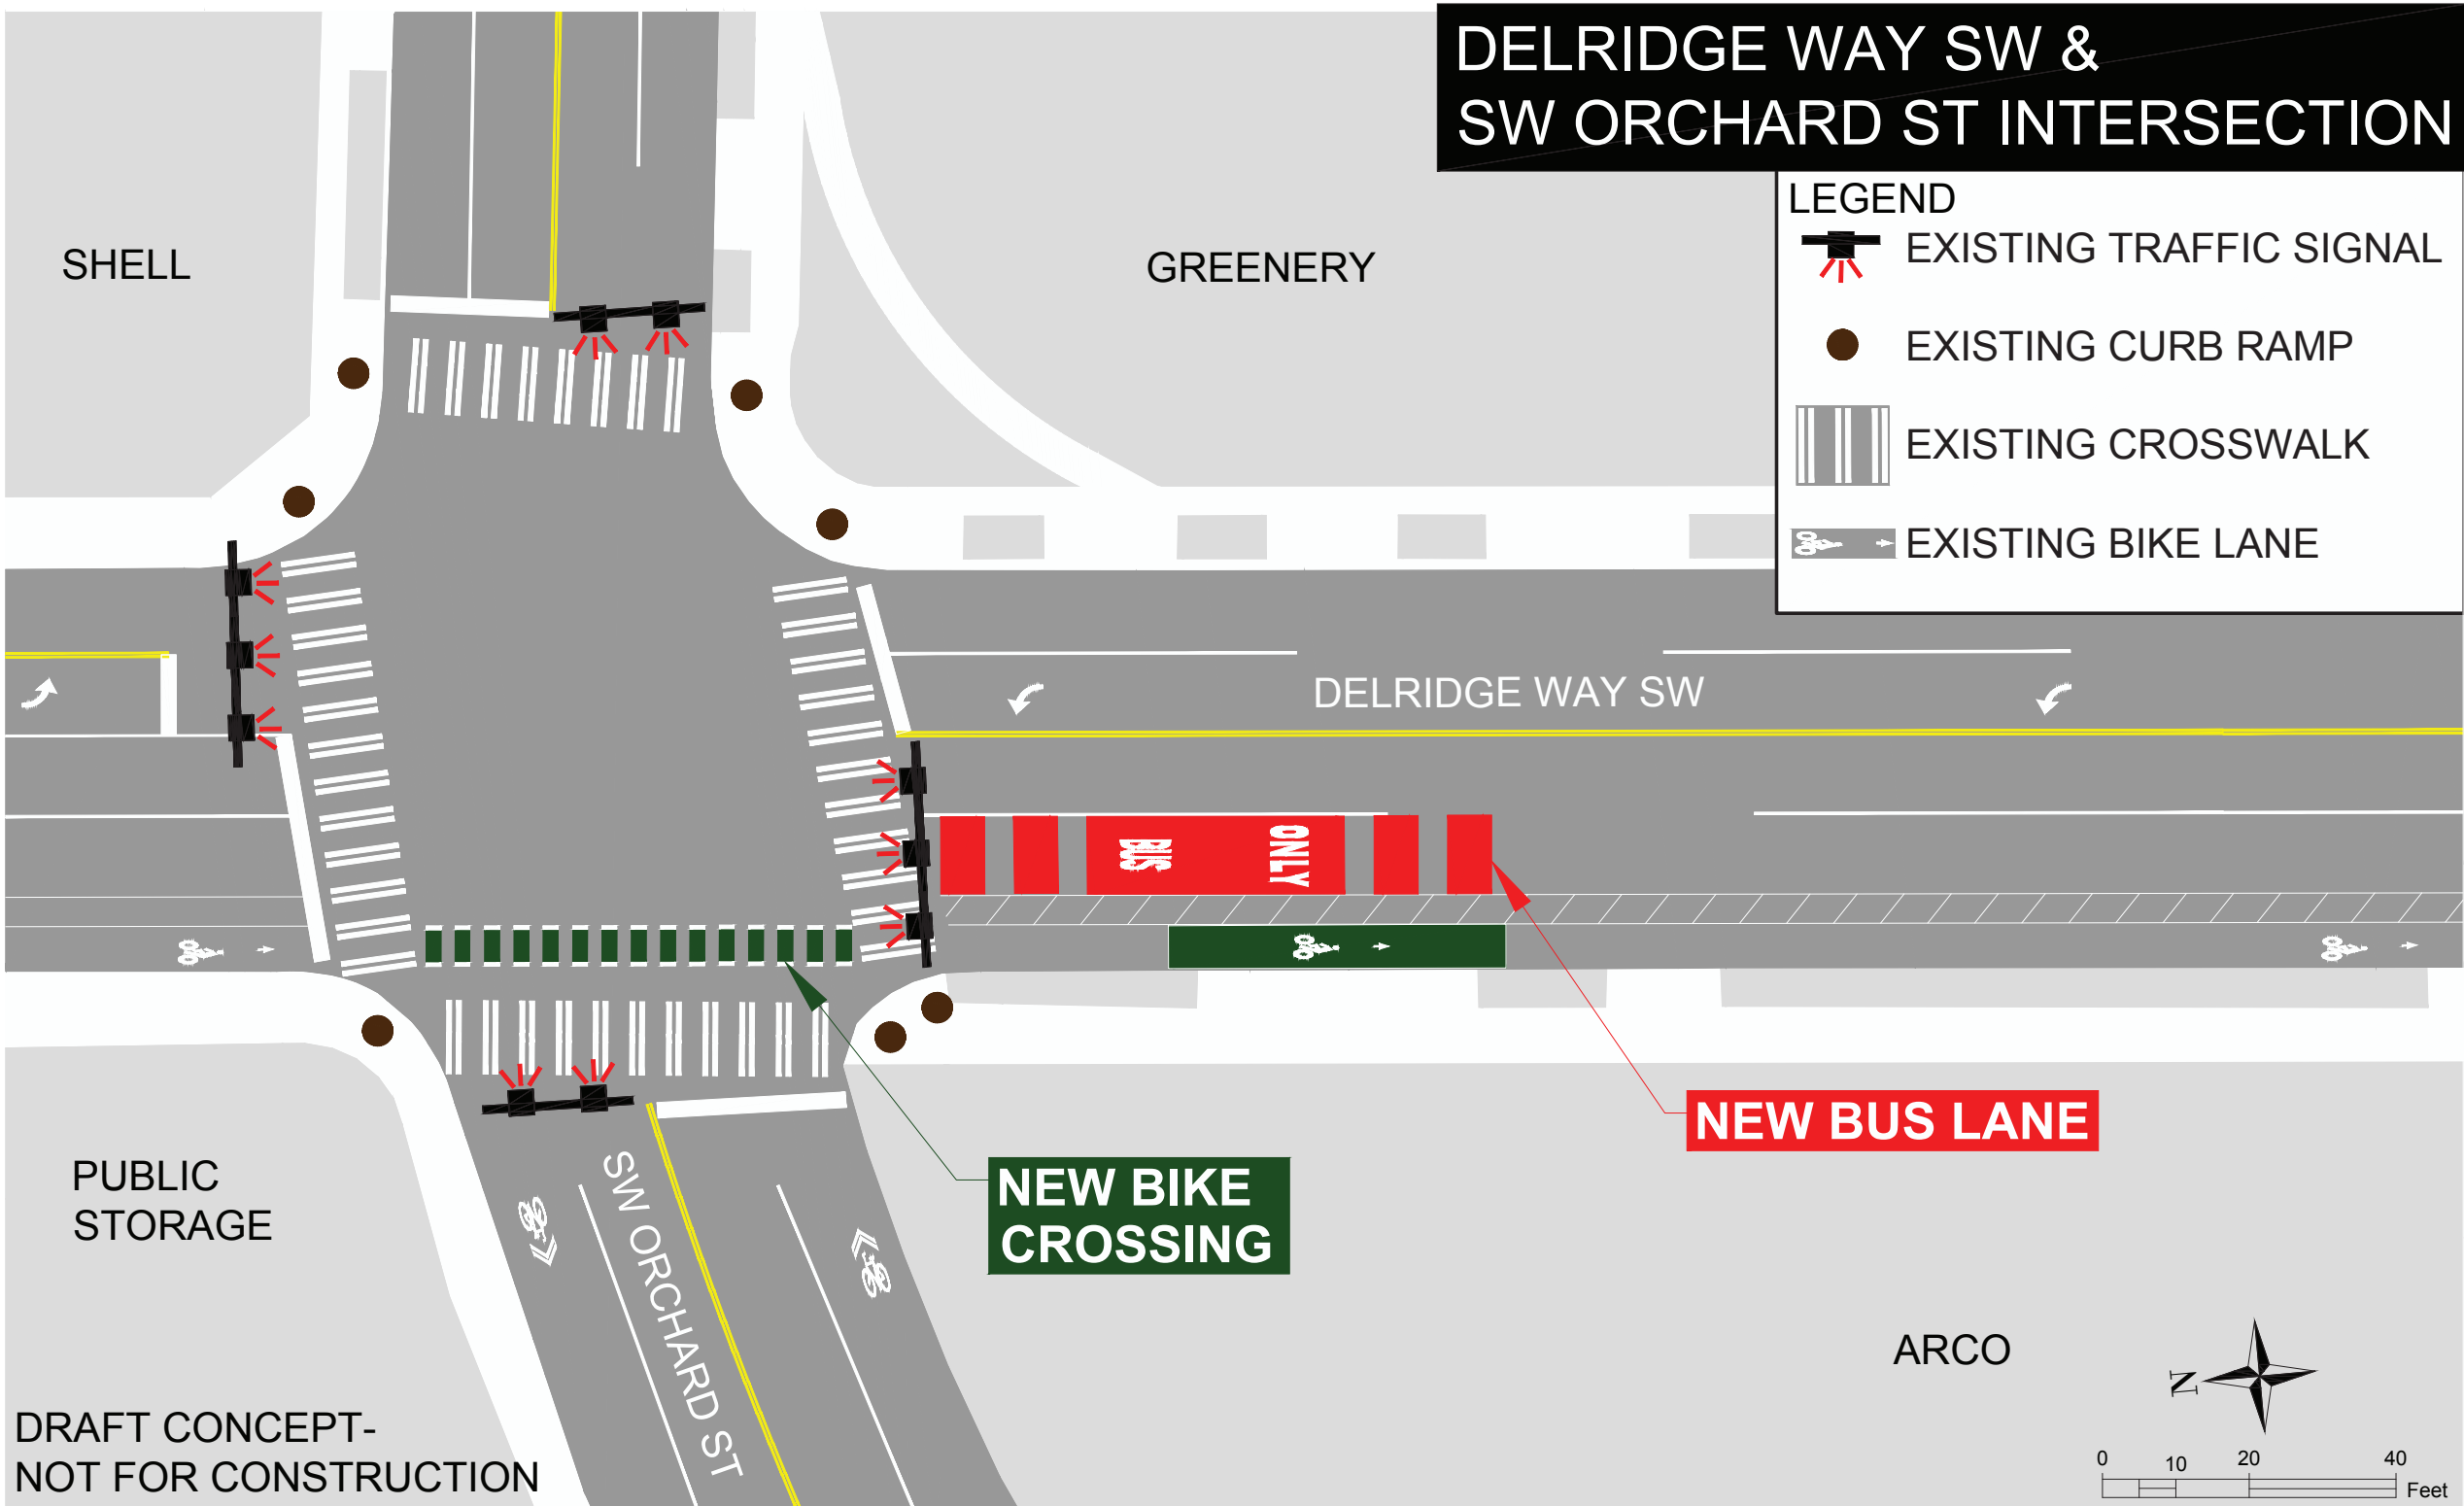 DELRIDGE WAY SW &
SW ORCHARD ST INTERSECTION
LEGEND
EXISTING TRAFFIC SIGNAL
EXISTING CURB RAMP
EXISTING CROSSWALK
EXISTING BIKE LANE
SHELL
GREENERY
DELRIDGE WAY SW
BUS
ONLY
NEW BUS LANE
NEW BIKE
CROSSING
PUBLIC
STORAGE
SW ORCHARD ST
ARCO
N
DRAFT CONCEPT-
NOT FOR CONSTRUCTION
0 10 20 40
Feet